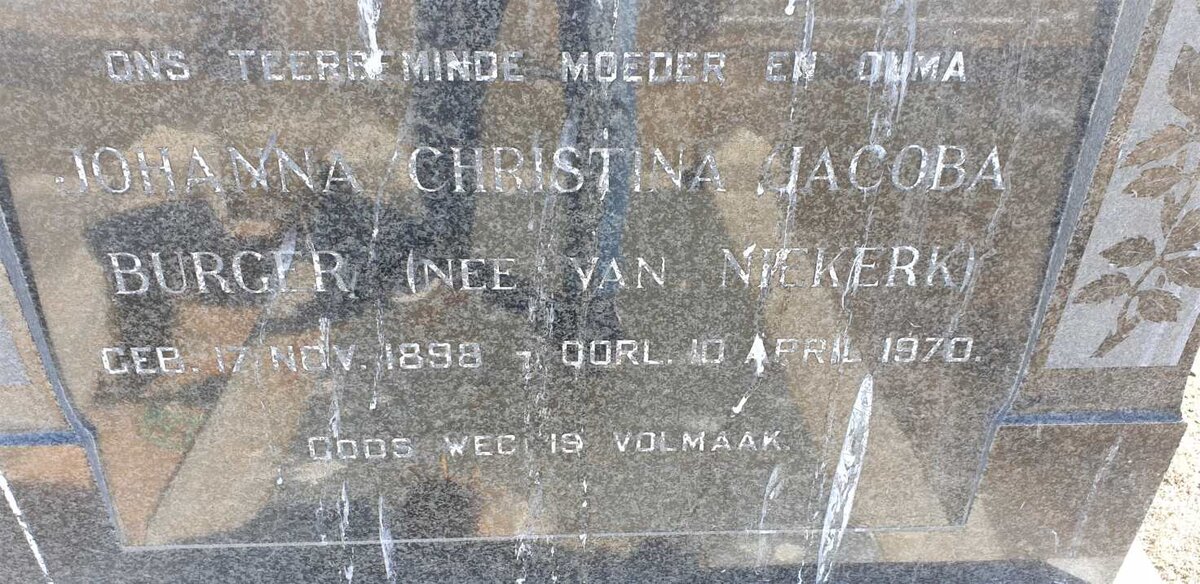 ONS TEERBEMINDE MOEDER EN OUMA
JOHANNA CHRISTINA JACOBA
BURGER (NEE VAN NIEKERK)
GEB. 17 NOV. 1898 - OORL. 10 APRIL 1970.
GODS WEG IS VOLMAAK.